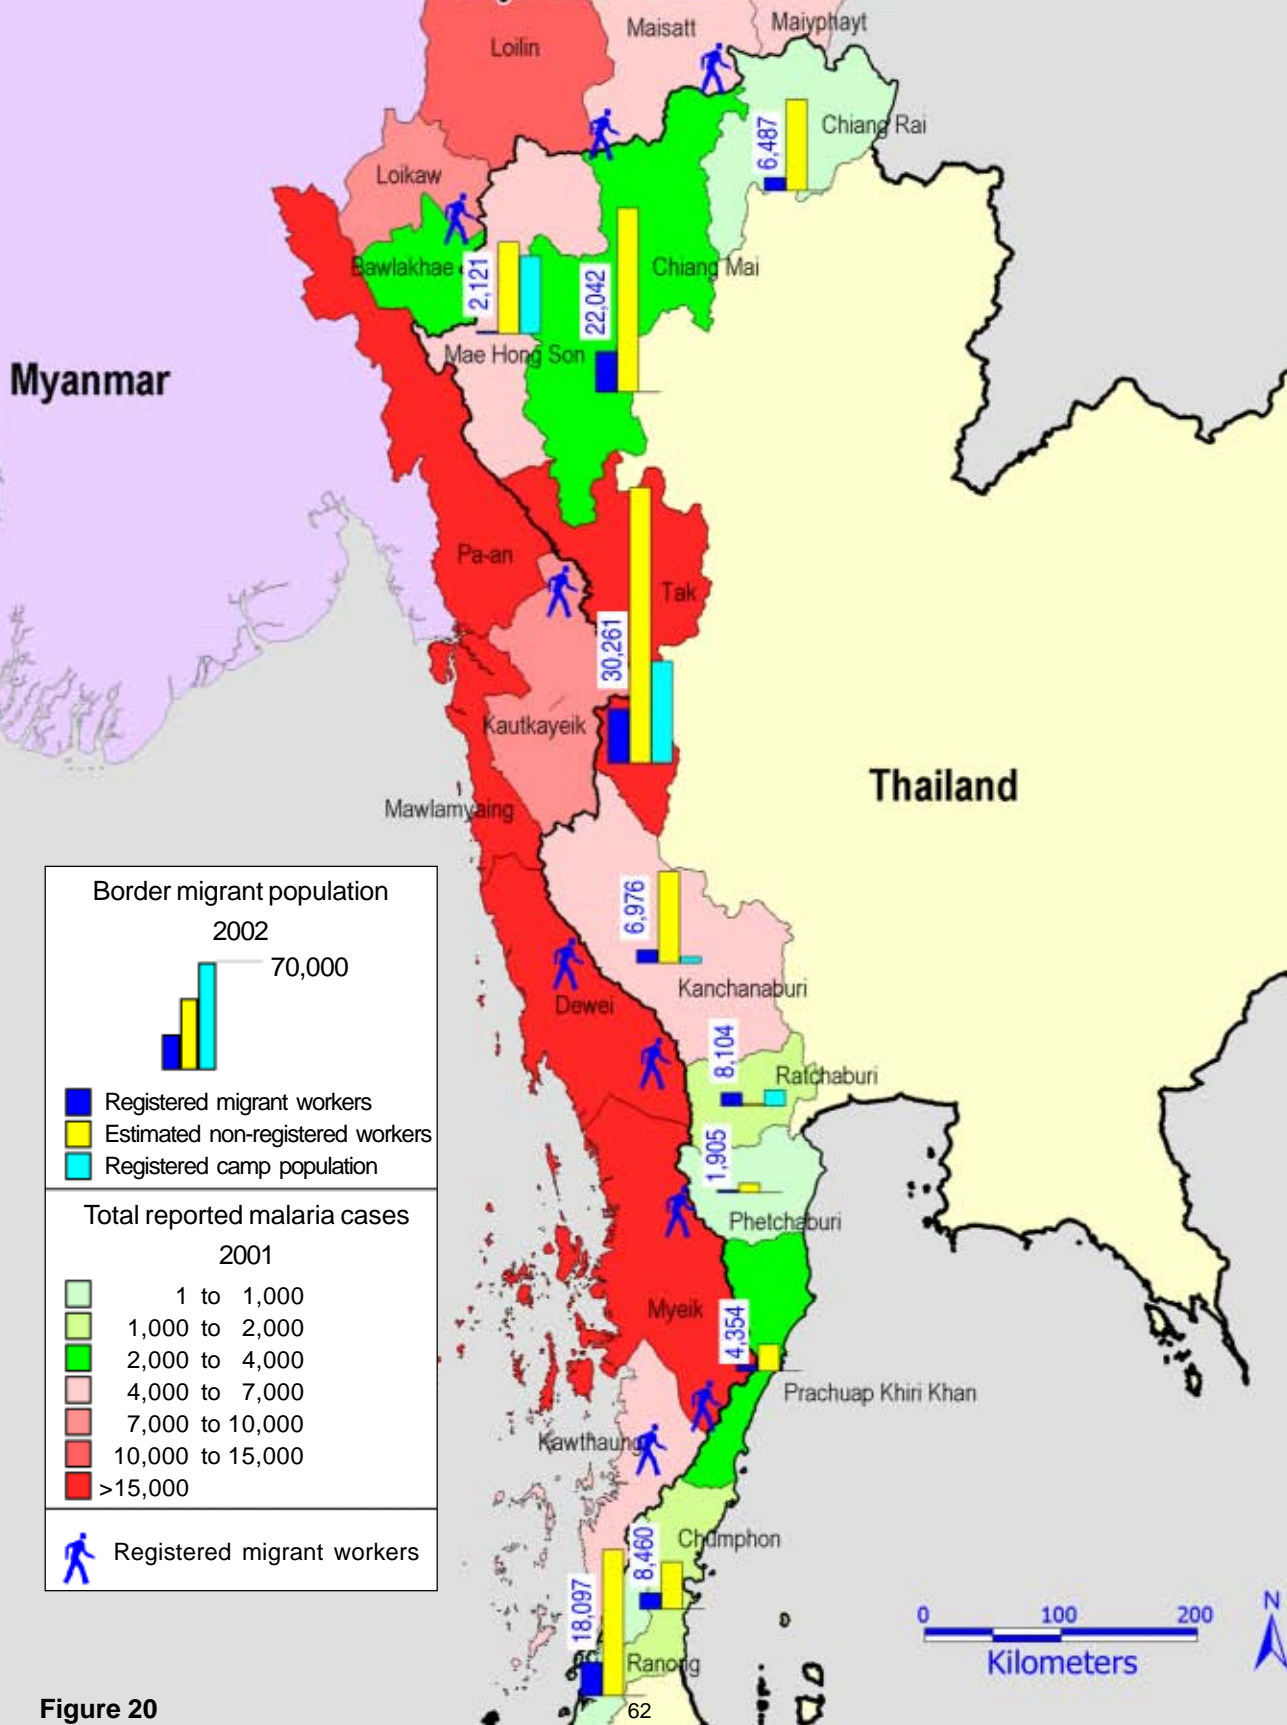 Maisatt
Maiyphayt
Loilin
Chiang Rai
6,487
Loikaw
Bawlakhae
2,121
22,042
Chiang Mai
Mae Hong Son
Myanmar
Pa-an
Tak
30,261
Kautkayeik
Thailand
Mawlamyaing
6,976
Kanchanaburi
Dewei
8,104
Ratchaburi
1,905
Phetchaburi
Myeik
4,354
Prachuap Khiri Khan
Kawthaung
Chumphon
8,460
18,097
Ranong
Border migrant population
2002
70,000
Registered migrant workers
Estimated non-registered workers
Registered camp population
Total reported malaria cases
2001
1 to 1,000
1,000 to 2,000
2,000 to 4,000
4,000 to 7,000
7,000 to 10,000
10,000 to 15,000
>15,000
Registered migrant workers
0 100 200
Kilometers
N
Figure 20
62